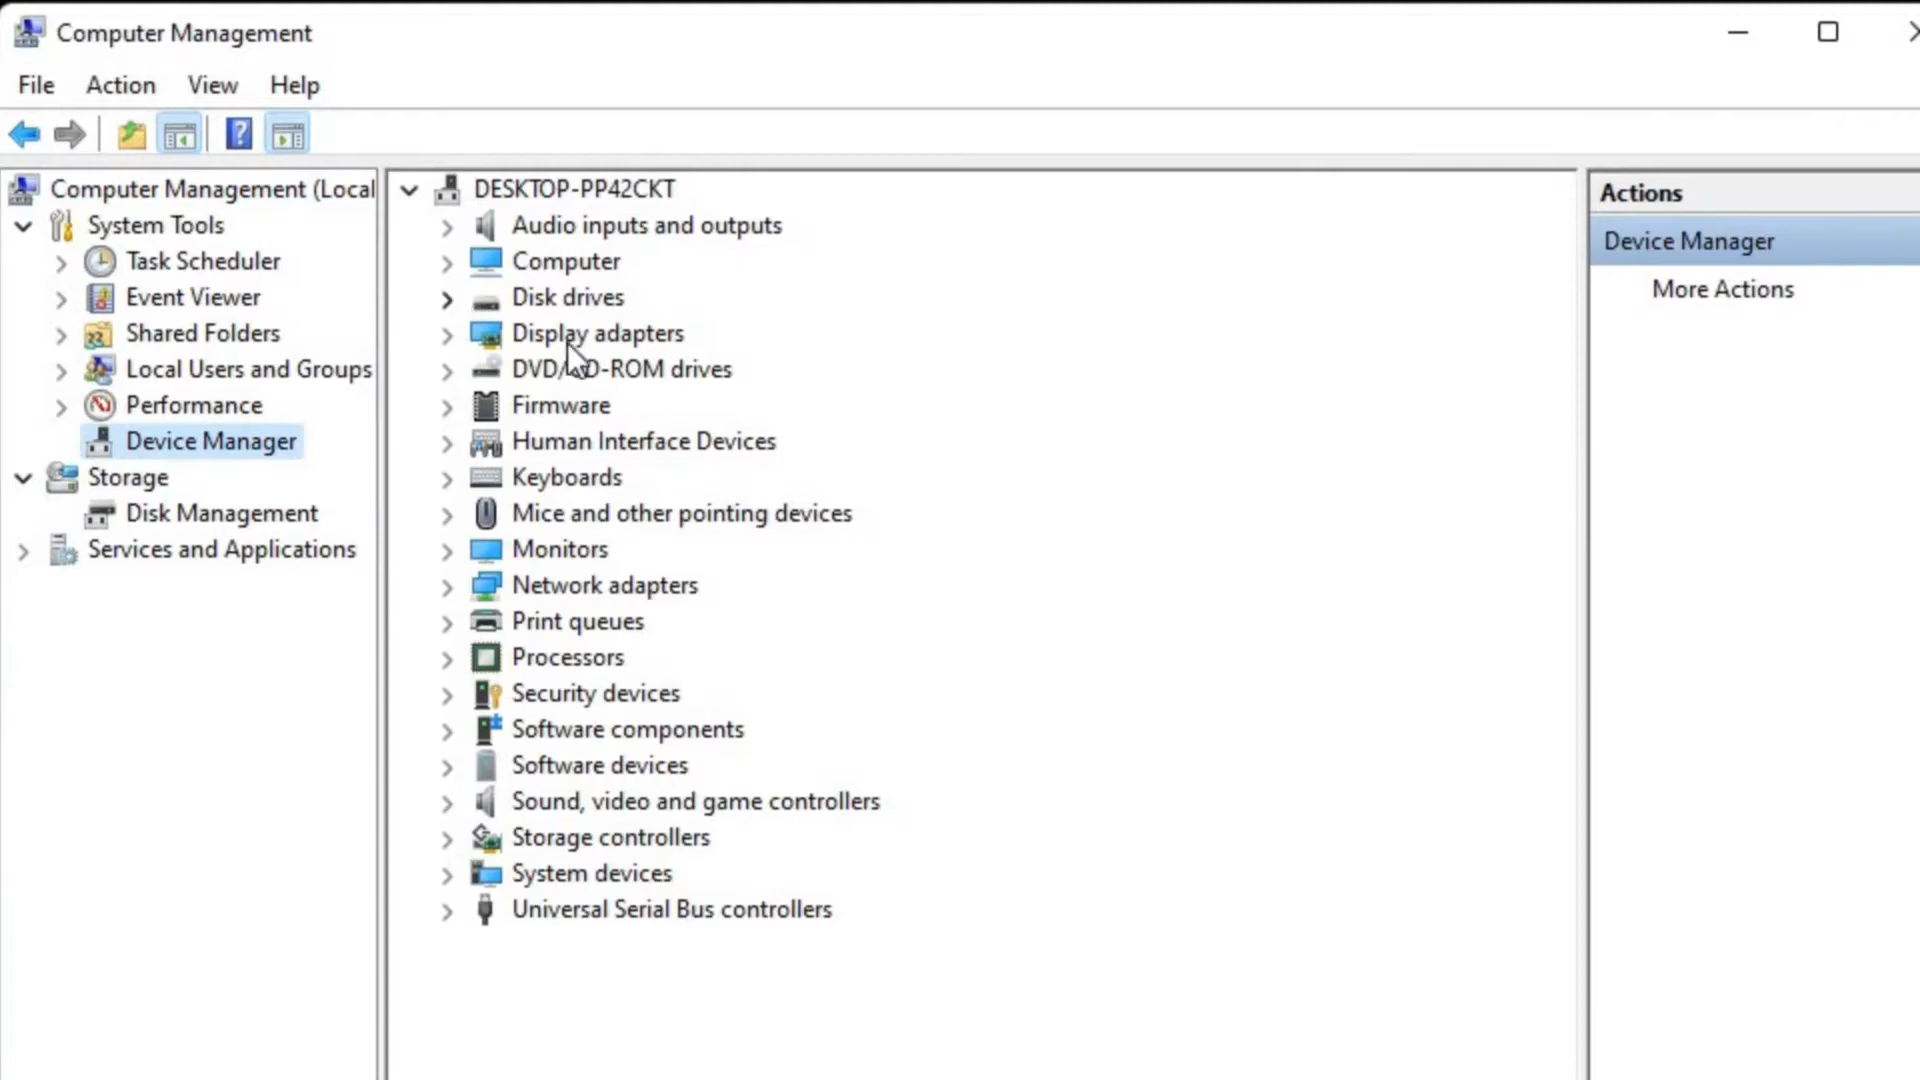 Computer Management
File Action View Help
Computer Management (Local
System Tools
Task Scheduler
Event Viewer
Shared Folders
Local Users and Groups
Performance
Device Manager
Storage
Disk Management
Services and Applications
DESKTOP-PP42CKT
Audio inputs and outputs
Computer
Disk drives
Display adapters
DVD/CD-ROM drives
Firmware
Human Interface Devices
Keyboards
Mice and other pointing devices
Monitors
Network adapters
Print queues
Processors
Security devices
Software components
Software devices
Sound, video and game controllers
Storage controllers
System devices
Universal Serial Bus controllers
Actions
Device Manager
More Actions